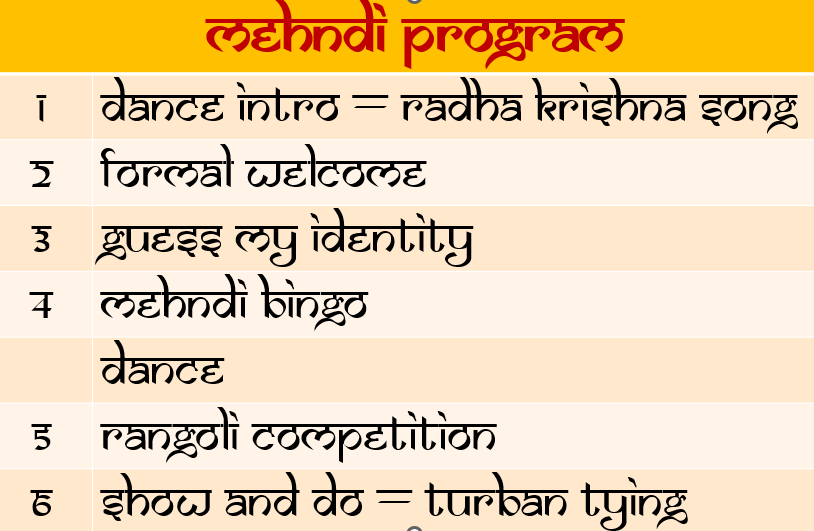 mehndi program
1 dance intro = radha krishna song
2 formal welcome
3 guess my identity
4 mehndi bingo
dance
5 rangoli competition
6 show and do = turban tying